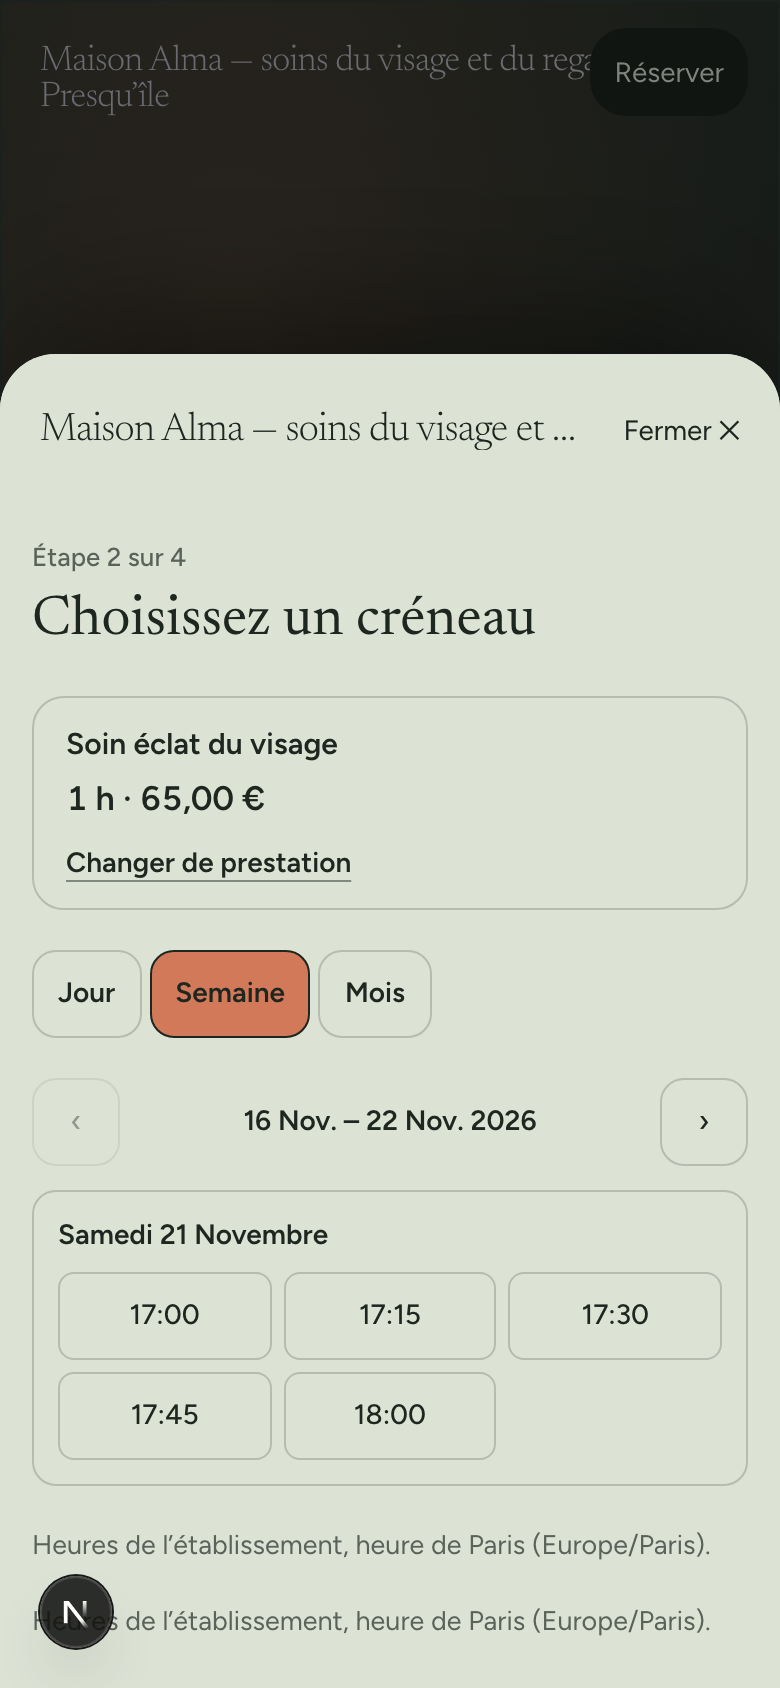 Maison Alma – soins du visage et du rega
Presqu’île
Réserver
Maison Alma – soins du visage et ...
Fermer ×
Étape 2 sur 4
Choisissez un créneau
Soin éclat du visage
1 h · 65,00 €
Changer de prestation
Jour
Semaine
Mois
‹
16 Nov. – 22 Nov. 2026
›
Samedi 21 Novembre
17:00
17:15
17:30
17:45
18:00
Heures de l’établissement, heure de Paris (Europe/Paris).
N
Heures de l’établissement, heure de Paris (Europe/Paris).